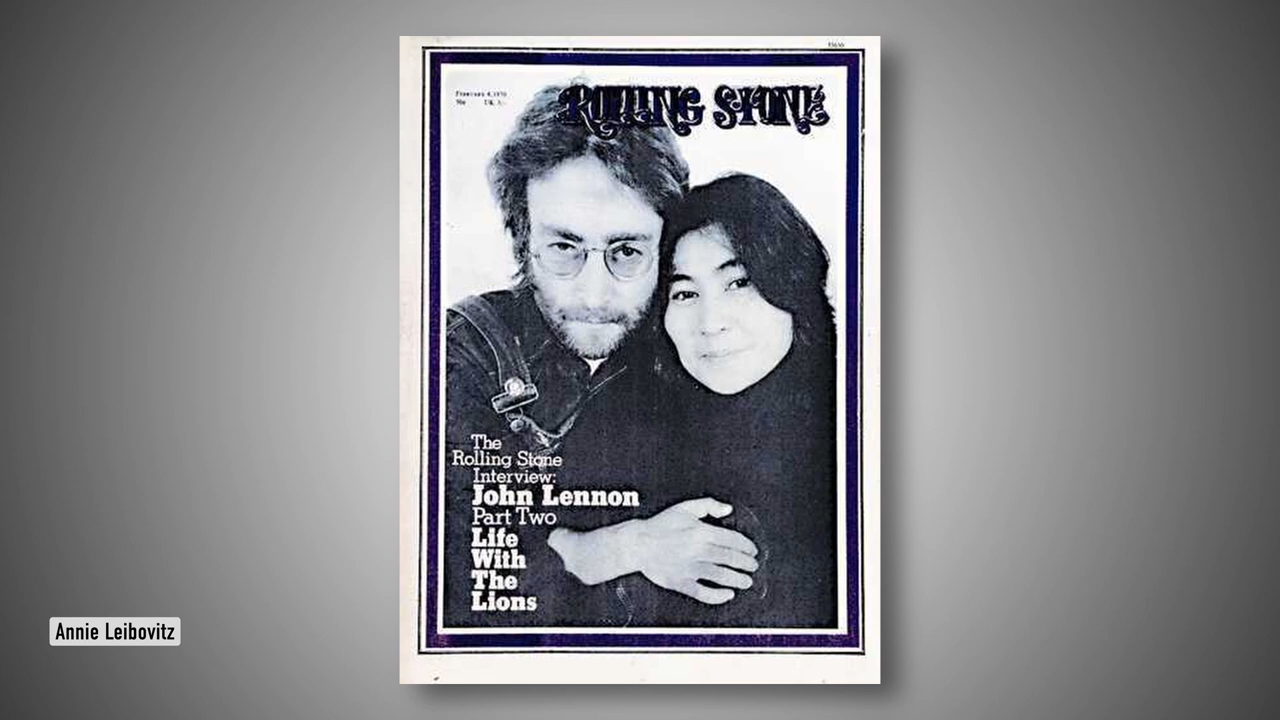 ROLLING STONE
The
Rolling Stone
Interview:
John Lennon
Part Two
Life
With
The
Lions
Annie Leibovitz